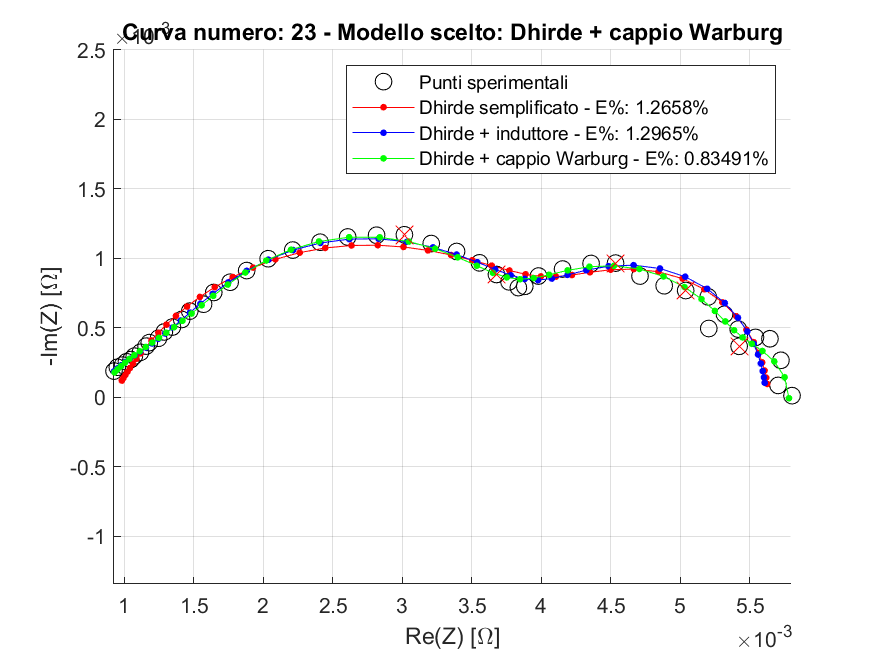 ×10-3
Curva numero: 23 - Modello scelto: Dhirde + cappio Warburg
2.5
2
1.5
1
0.5
0
-0.5
-1
-Im(Z) [Ω]
Punti sperimentali
Dhirde semplificato - E%: 1.2658%
Dhirde + induttore - E%: 1.2965%
Dhirde + cappio Warburg - E%: 0.83491%
1 1.5 2 2.5 3 3.5 4 4.5 5 5.5
Re(Z) [Ω]
×10-3